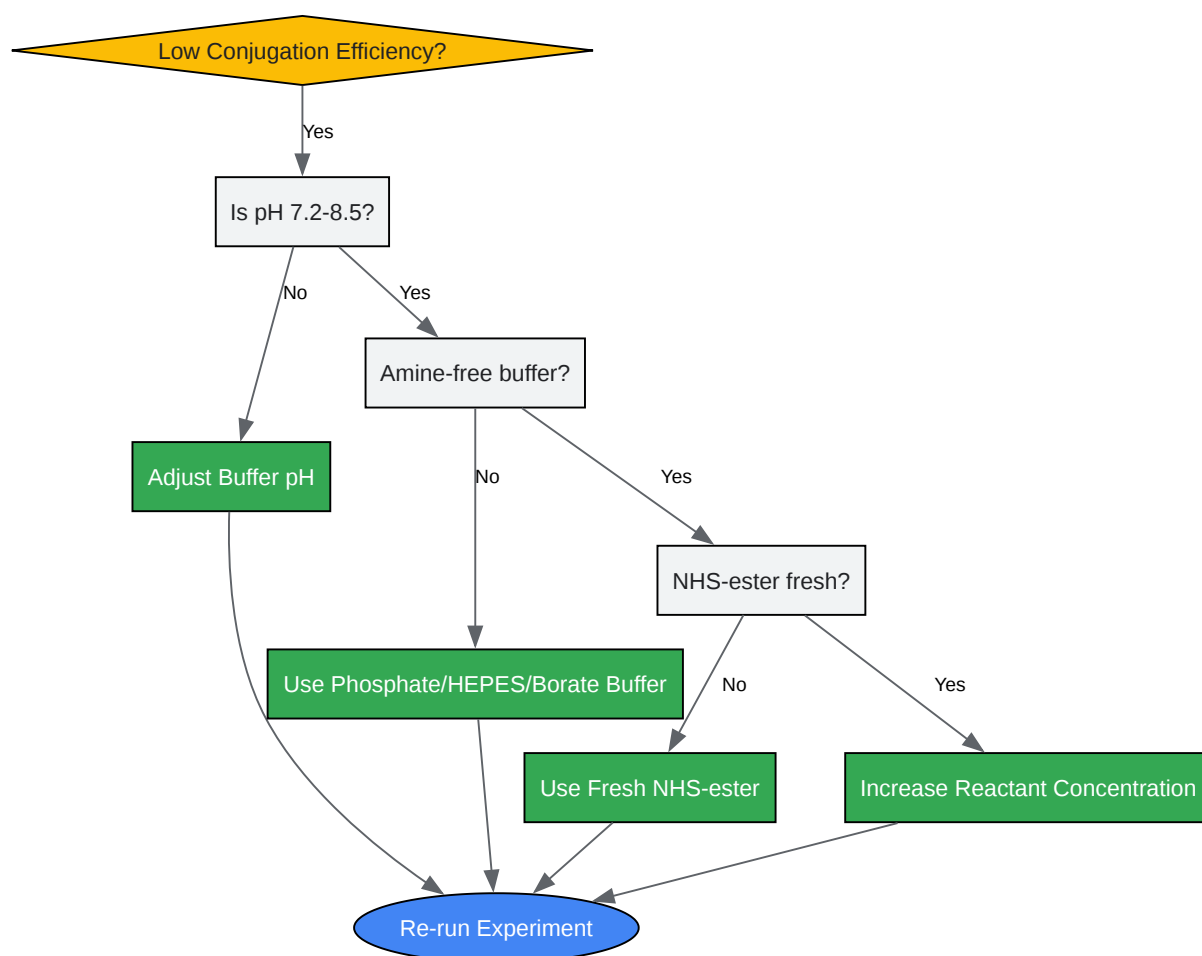 Low Conjugation Efficiency?
Yes
Is pH 7.2-8.5?
No
Yes
Amine-free buffer?
Adjust Buffer pH
No
Yes
NHS-ester fresh?
Use Phosphate/HEPES/Borate Buffer
No
Yes
Use Fresh NHS-ester
Increase Reactant Concentration
Re-run Experiment